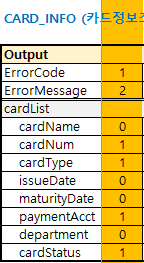 CARD_INFO (카드정보
Output
ErrorCode 1
ErrorMessage 2
cardList
cardName 0
cardNum 1
cardType 1
issueDate 0
maturityDate 0
paymentAcct 1
department 0
cardStatus 1